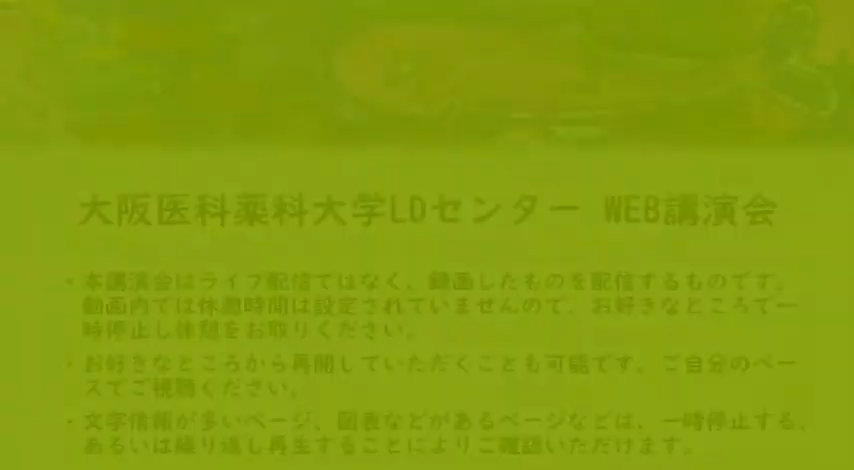 大阪医科薬科大学LDセンター WEB講演会
・本講演会はライブ配信ではなく、録画したものを配信するものです。
動画内では休憩時間は設定されていませんので、お好きなところで一
時停止し休憩をお取りください。
・お好きなところから再開していただくことも可能です。ご自分のペー
スでご視聴ください。
・文字情報が多いページ、図表などがあるページなどは、一時停止する、
あるいは繰り返し再生することによりご確認いただけます。